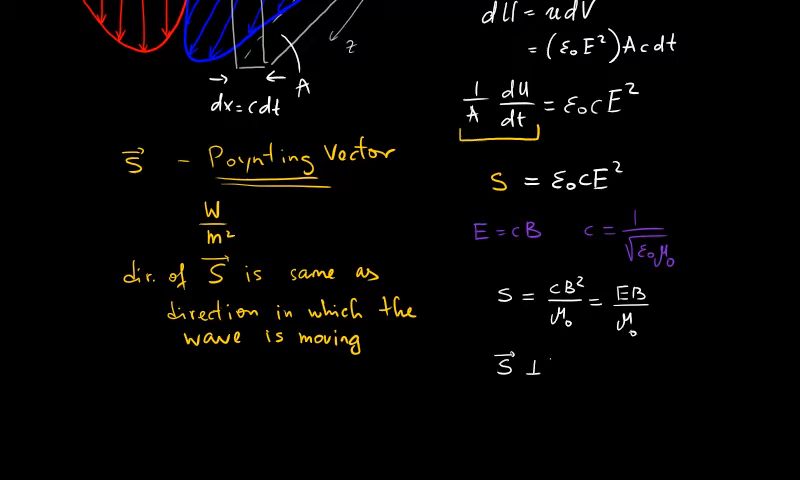 z
A
dx = cdt
S⃗ - Poynting Vector
W
m²
dir. of S⃗ is same as
direction in which the
wave is moving
dU = u dV
= (ε₀E²) A c dt
1/A dU/dt = ε₀cE²
S = ε₀cE²
E = cB c = 1/√ε₀μ₀
S = cB²/μ₀ = EB/μ₀
S⃗ ⊥